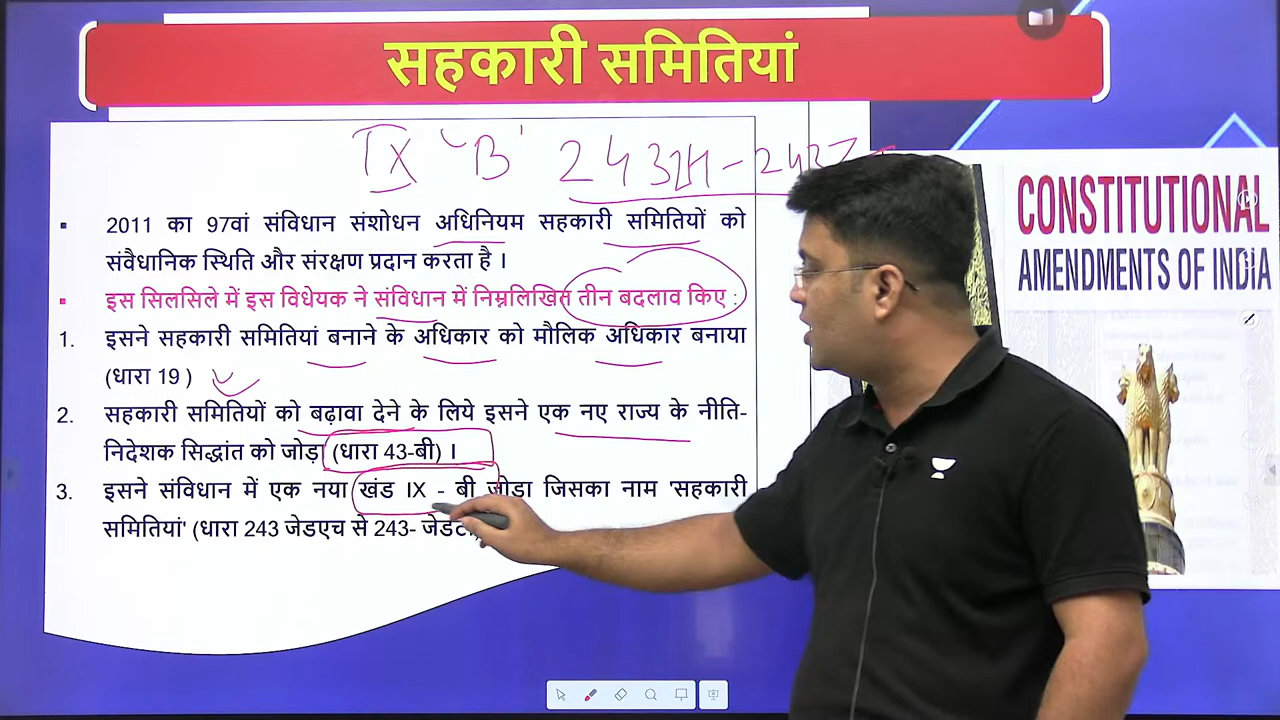 सहकारी समितियां
IX 'B' 243ZH - 243Z
2011 का 97वां संविधान संशोधन अधिनियम सहकारी समितियों को
संवैधानिक स्थिति और संरक्षण प्रदान करता है ।
इस सिलसिले में इस विधेयक ने संविधान में निम्नलिखित तीन बदलाव किए :
1. इसने सहकारी समितियां बनाने के अधिकार को मौलिक अधिकार बनाया
(धारा 19 )
2. सहकारी समितियों को बढ़ावा देने के लिये इसने एक नए राज्य के नीति-
निदेशक सिद्धांत को जोड़ा (धारा 43-बी) ।
3. इसने संविधान में एक नया खंड IX - बी जोड़ा जिसका नाम 'सहकारी
समितियां' (धारा 243 जेडएच से 243-
CONSTITUTIONAL
AMENDMENTS OF INDIA